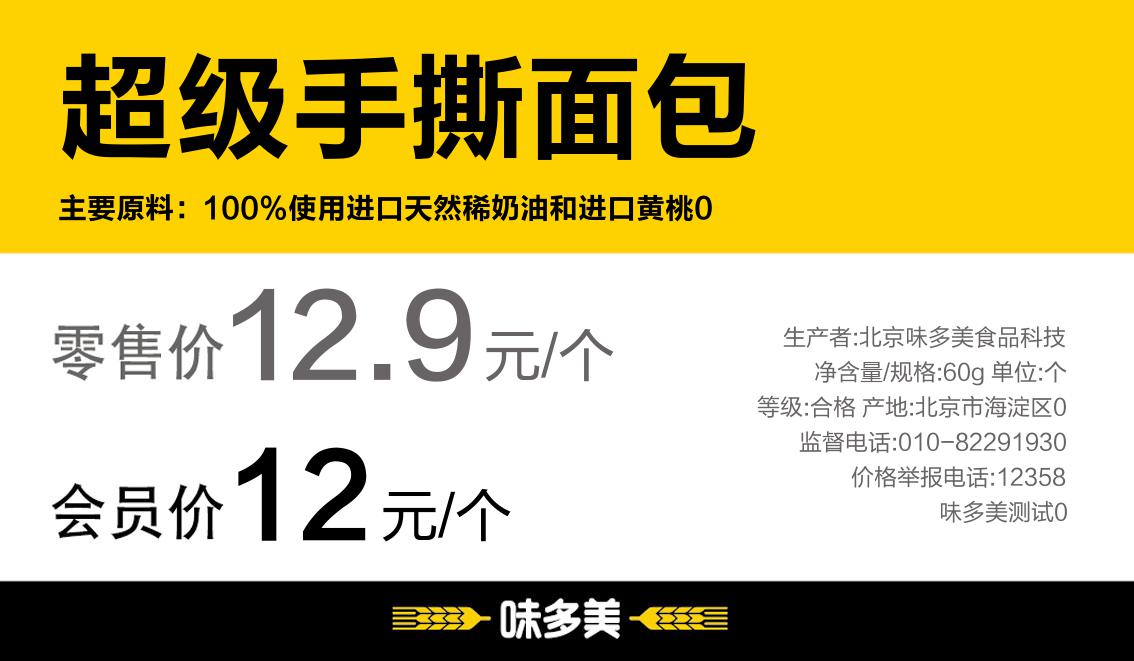 超级手撕面包
主要原料：100%使用进口天然稀奶油和进口黄桃0
零售价12.9元/个
会员价12元/个
生产者:北京味多美食品科技
净含量/规格:60g 单位:个
等级:合格 产地:北京市海淀区0
监督电话:010-82291930
价格举报电话:12358
味多美测试0
味多美